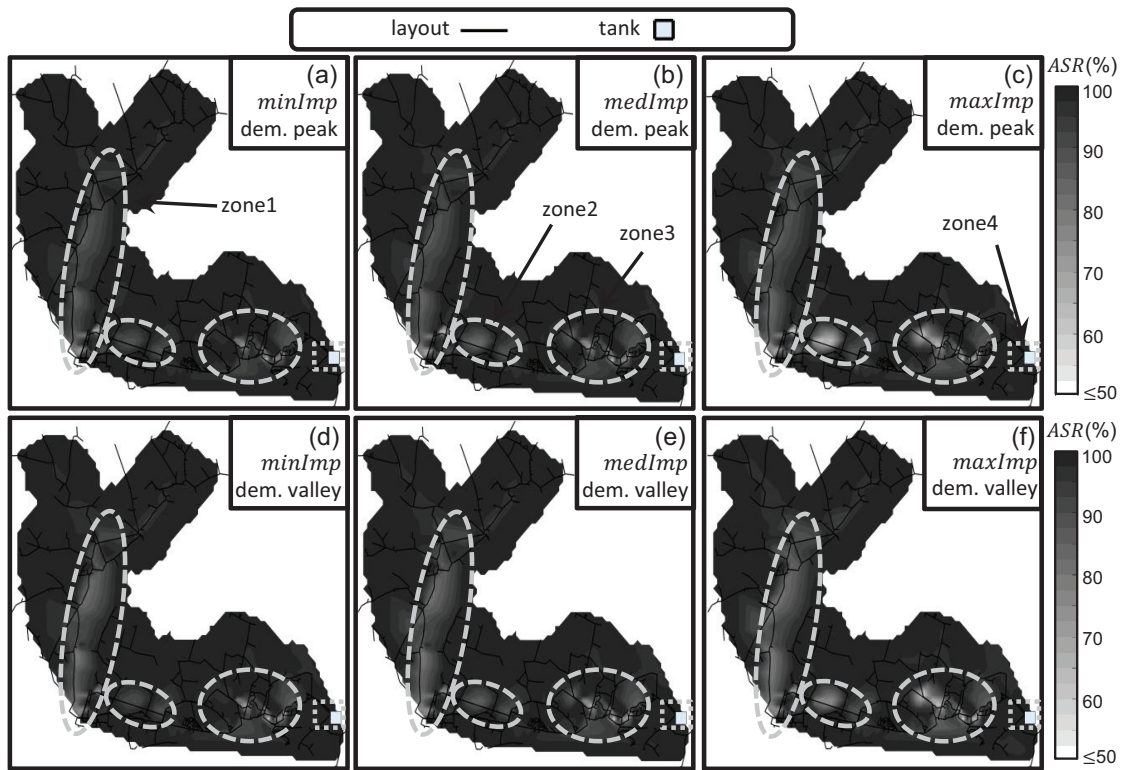 layout tank
(a) minImp dem. peak
(b) medImp dem. peak
(c) maxImp dem. peak
ASR(%)
100
90
80
70
60
≤50
zone1
zone2
zone3
zone4
(d) minImp dem. valley
(e) medImp dem. valley
(f) maxImp dem. valley
ASR(%)
100
90
80
70
60
≤50